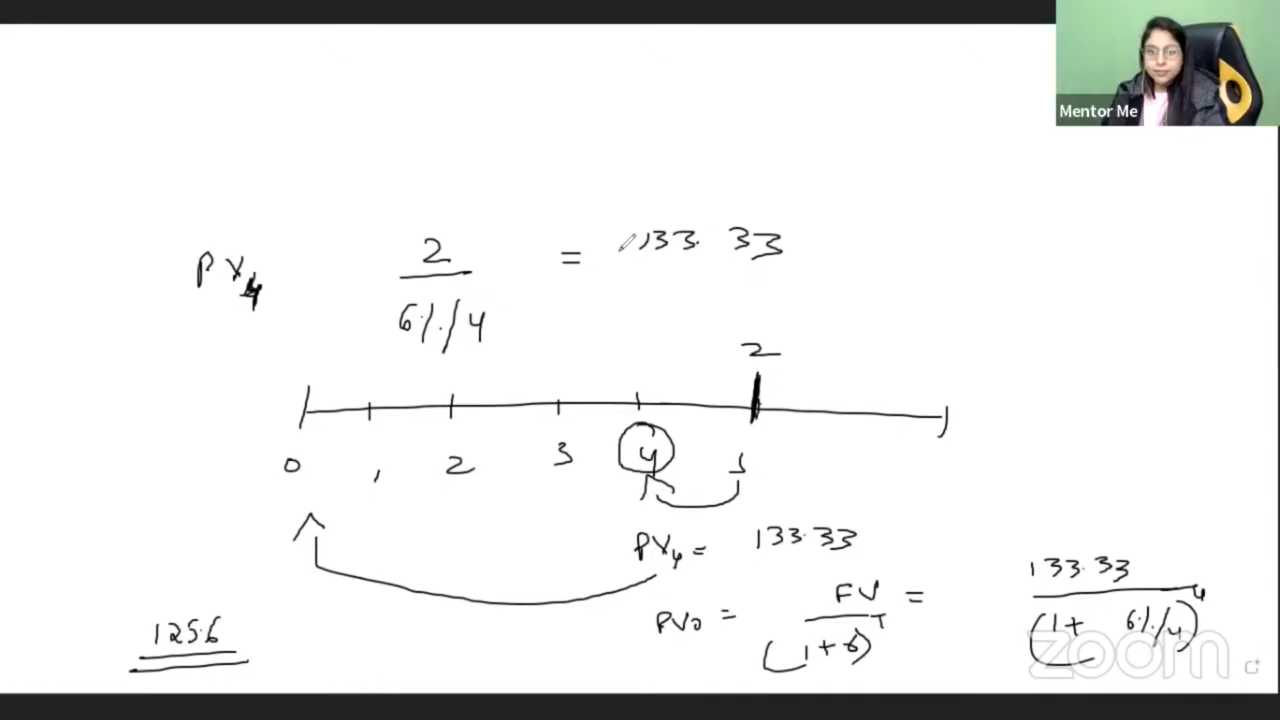 Mentor Me
PV4 2 / 6%/4 = 133.33
2
0 1 2 3 4 5
PV4 = 133.33
PV0 = FV / (1+r)^T = 133.33 / (1+ 6%/4)^4
125.6
zoom